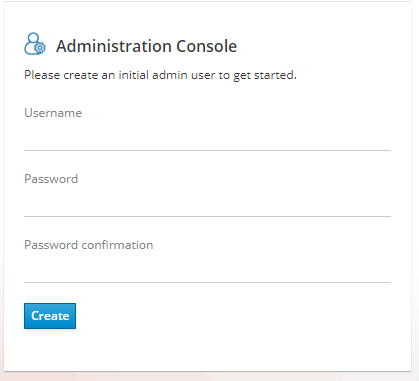 Administration Console
Please create an initial admin user to get started.
Username
Password
Password confirmation
Create